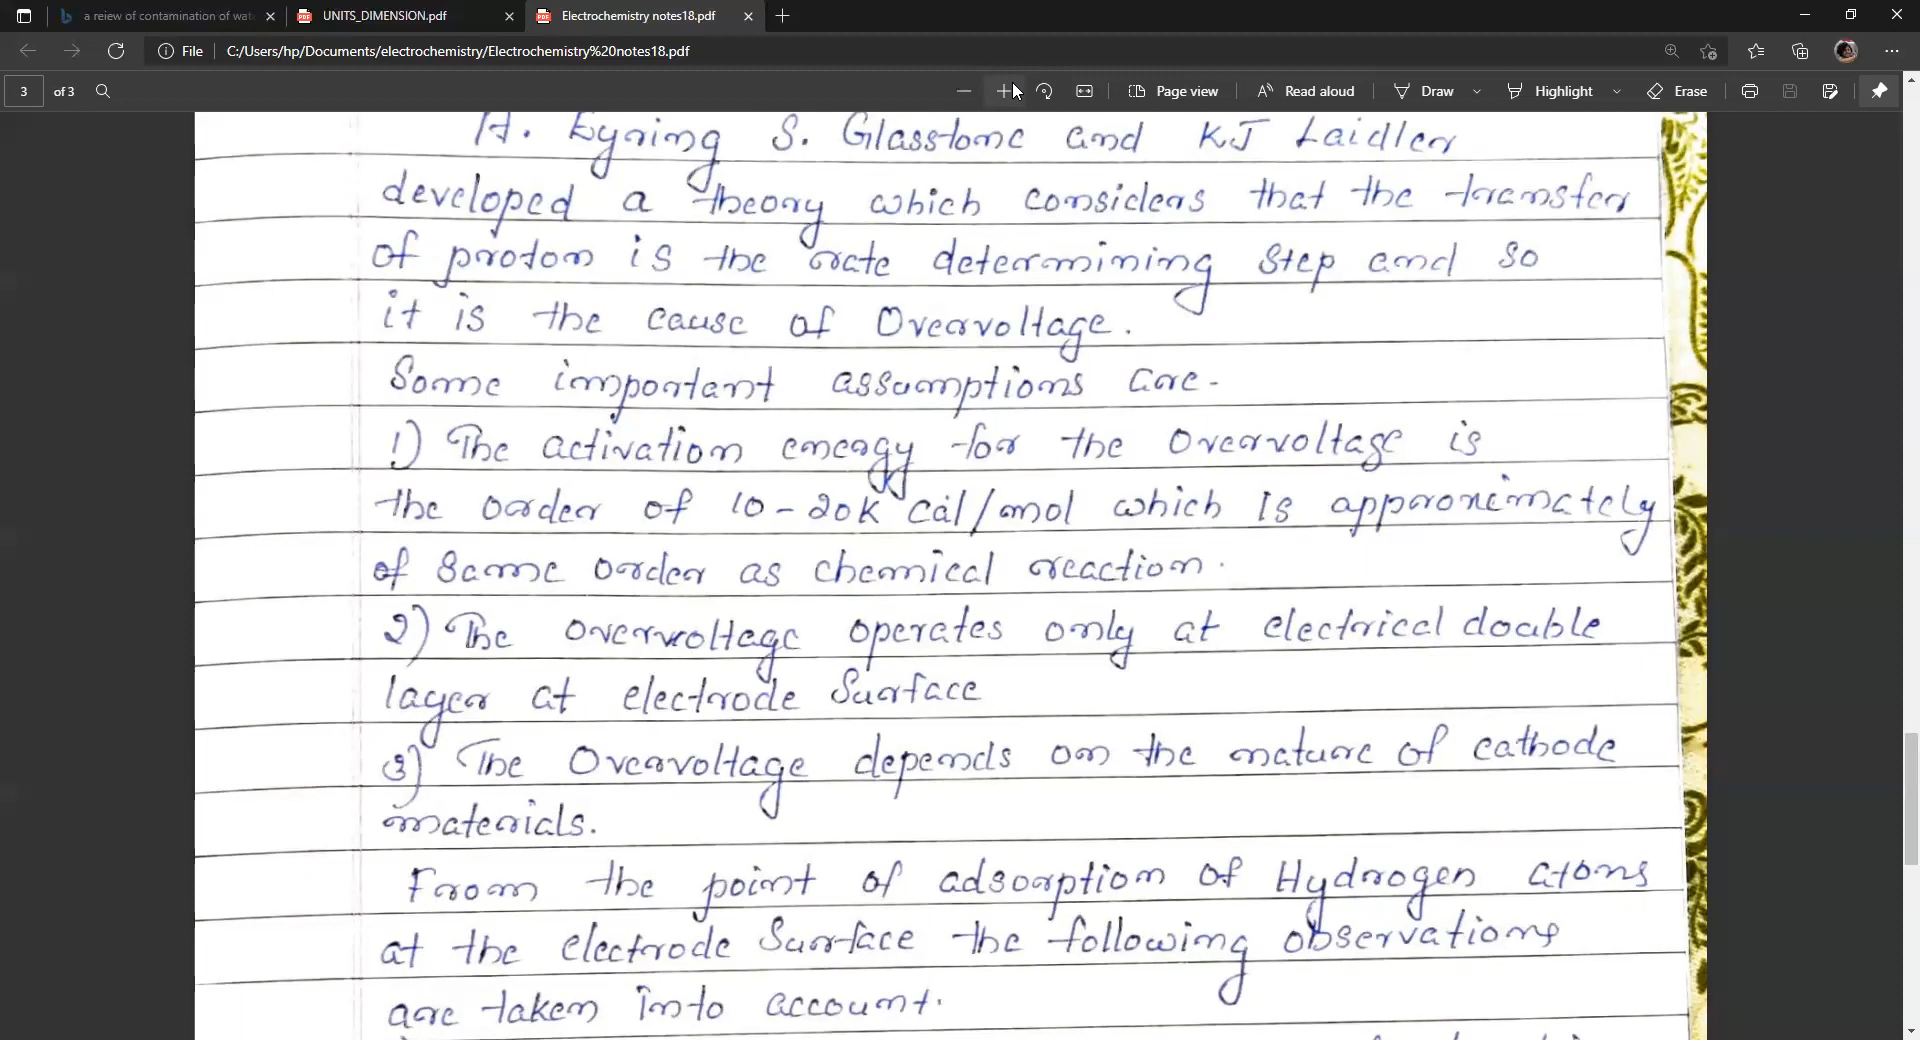 a reiew of contamination of wat
UNITS_DIMENSION.pdf
Electrochemistry notes18.pdf
File
C:/Users/hp/Documents/electrochemistry/Electrochemistry%20notes18.pdf
3 of 3
Page view
Read aloud
Draw
Highlight
Erase
H. Eyring S. Glasstone and KJ Laidler
developed a theory which considers that the transfer
of proton is the rate determining step and so
it is the cause of Overvoltage.
Some important assumptions are-
1) The activation energy for the Overvoltage is
the order of 10-20K Cal/mol which is approximately
of same order as chemical reaction.
2) The overvoltage operates only at electrical double
layer at electrode Surface
3) The Overvoltage depends on the nature of cathode
materials.
From the point of adsorption of Hydrogen atoms
at the electrode Surface the following observations
are taken into account.